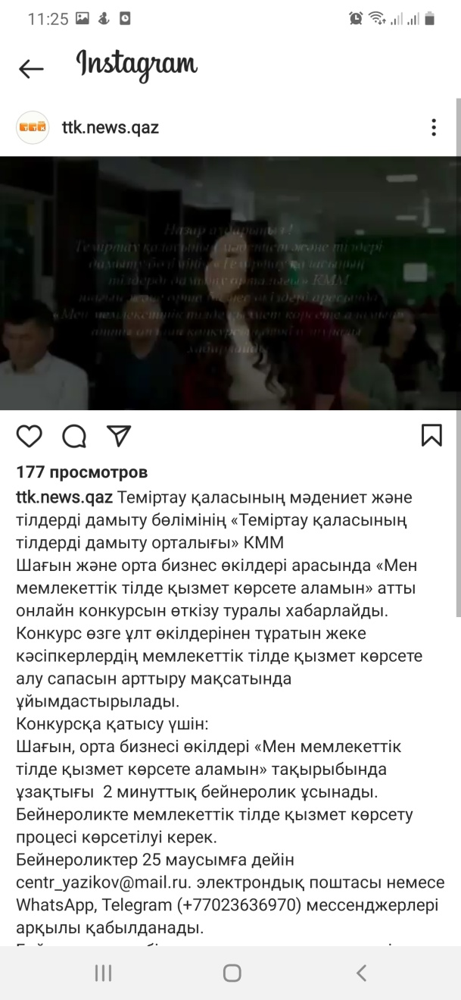 11:25
Instagram
ттк
ttk.news.qaz
Назар аударыңыз!
Теміртау қаласының мәдениет және тілдері
дамыту бөлімінің «Теміртау қаласының
тілдерді дамыту орталығы» КММ
шағын және орта бизнес өкілдері арасында
«Мен мемлекеттік тілде қызмет көрсете аламын»
атты онлайн конкурсын өткізу туралы
хабарлайды
177 просмотров
ttk.news.qaz Теміртау қаласының мәдениет және
тілдерді дамыту бөлімінің «Теміртау қаласының
тілдерді дамыту орталығы» КММ
Шағын және орта бизнес өкілдері арасында «Мен
мемлекеттік тілде қызмет көрсете аламын» атты
онлайн конкурсын өткізу туралы хабарлайды.
Конкурс өзге ұлт өкілдерінен тұратын жеке
кәсіпкерлердің мемлекеттік тілде қызмет көрсете
алу сапасын арттыру мақсатында
ұйымдастырылады.
Конкурсқа қатысу үшін:
Шағын, орта бизнесі өкілдері «Мен мемлекеттік
тілде қызмет көрсете аламын» тақырыбында
ұзақтығы 2 минуттық бейнеролик ұсынады.
Бейнероликте мемлекеттік тілде қызмет көрсету
процесі көрсетілуі керек.
Бейнероликтер 25 маусымға дейін
centr_yazikov@mail.ru. электрондық поштасы немесе
WhatsApp, Telegram (+77023636970) мессенджерлері
арқылы қабылданады.